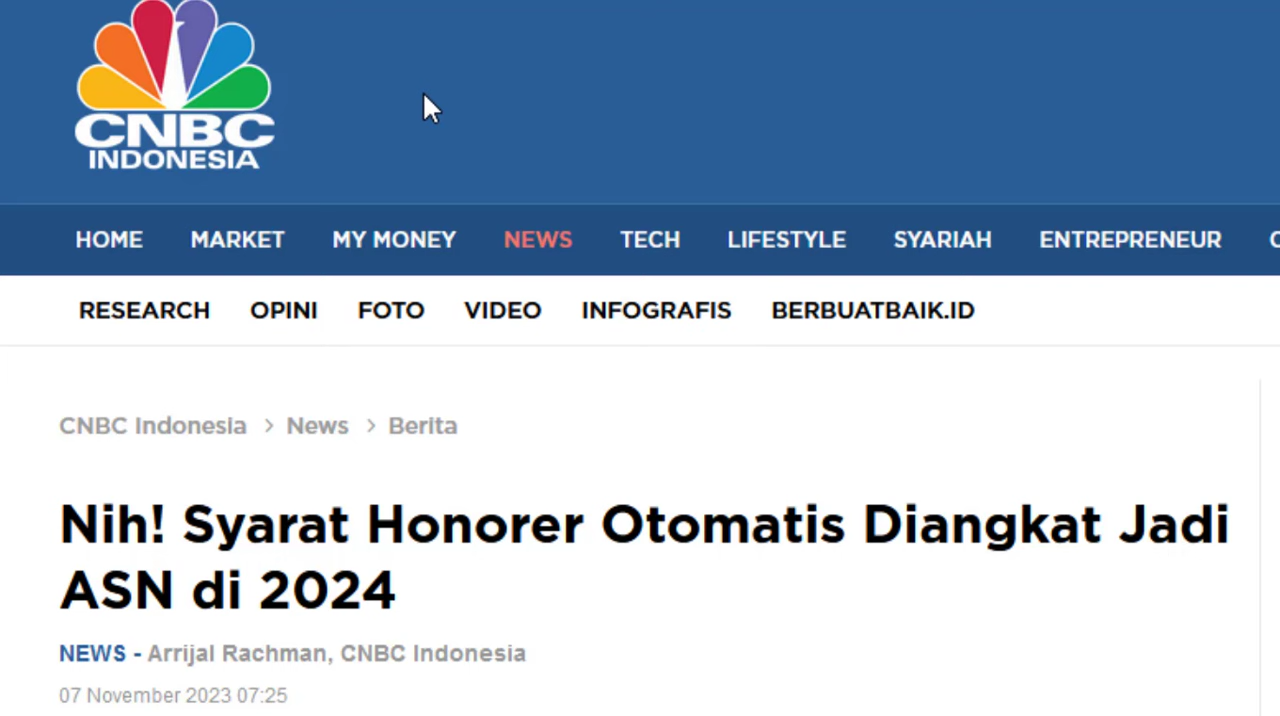 CNBC
INDONESIA
HOME MARKET MY MONEY NEWS TECH LIFESTYLE SYARIAH ENTREPRENEUR
RESEARCH OPINI FOTO VIDEO INFOGRAFIS BERBUATBAIK.ID
CNBC Indonesia > News > Berita
Nih! Syarat Honorer Otomatis Diangkat Jadi
ASN di 2024
NEWS - Arrijal Rachman, CNBC Indonesia
07 November 2023 07:25